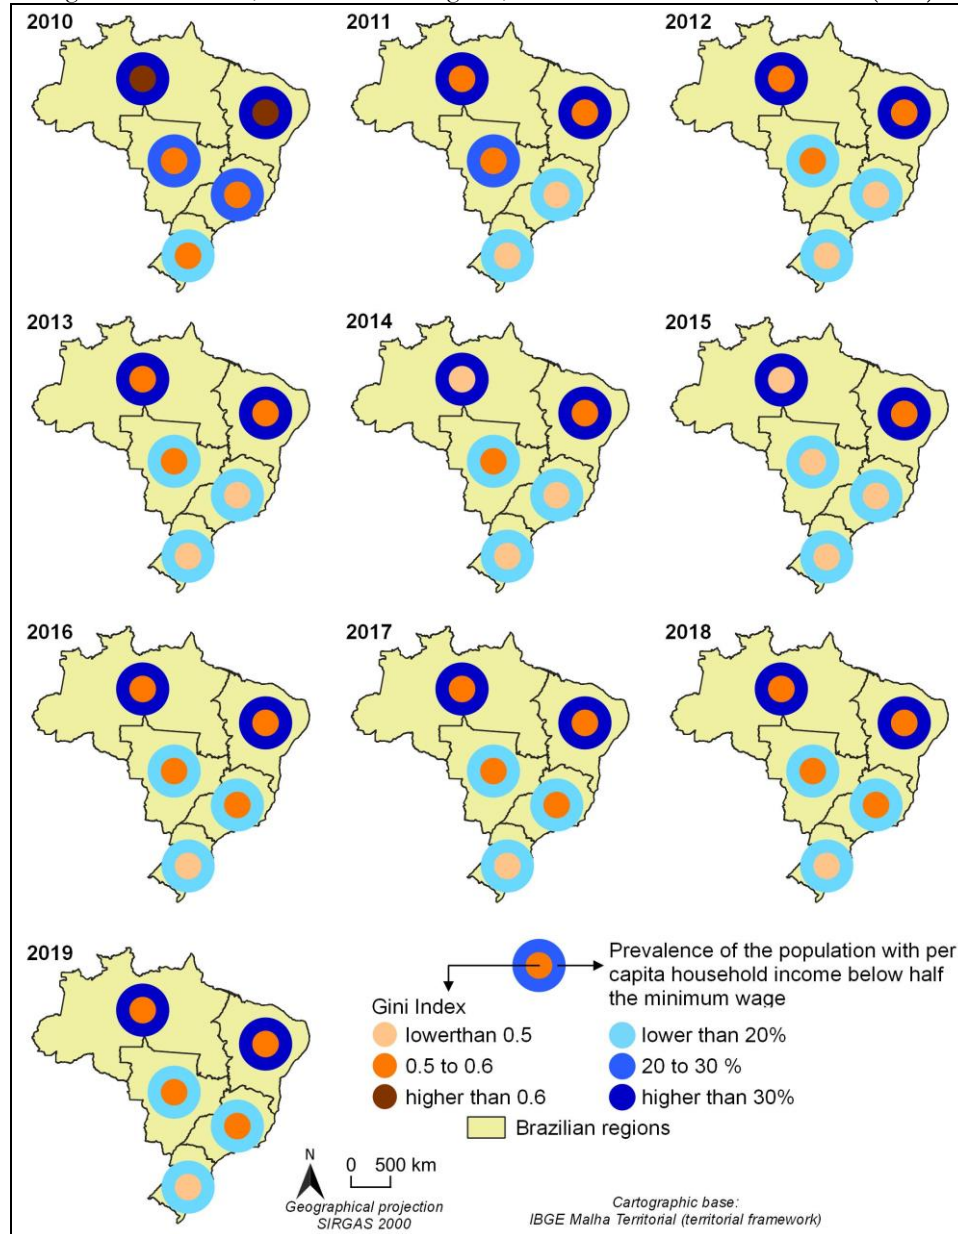 2010
2011
2012
2013
2014
2015
2016
2017
2018
2019
Prevalence of the population with per
capita household income below half
the minimum wage
Gini Index
lowerthan 0.5
0.5 to 0.6
higher than 0.6
lower than 20%
20 to 30 %
higher than 30%
Brazilian regions
N
0 500 km
Geographical projection
SIRGAS 2000
Cartographic base:
IBGE Malha Territorial (territorial framework)